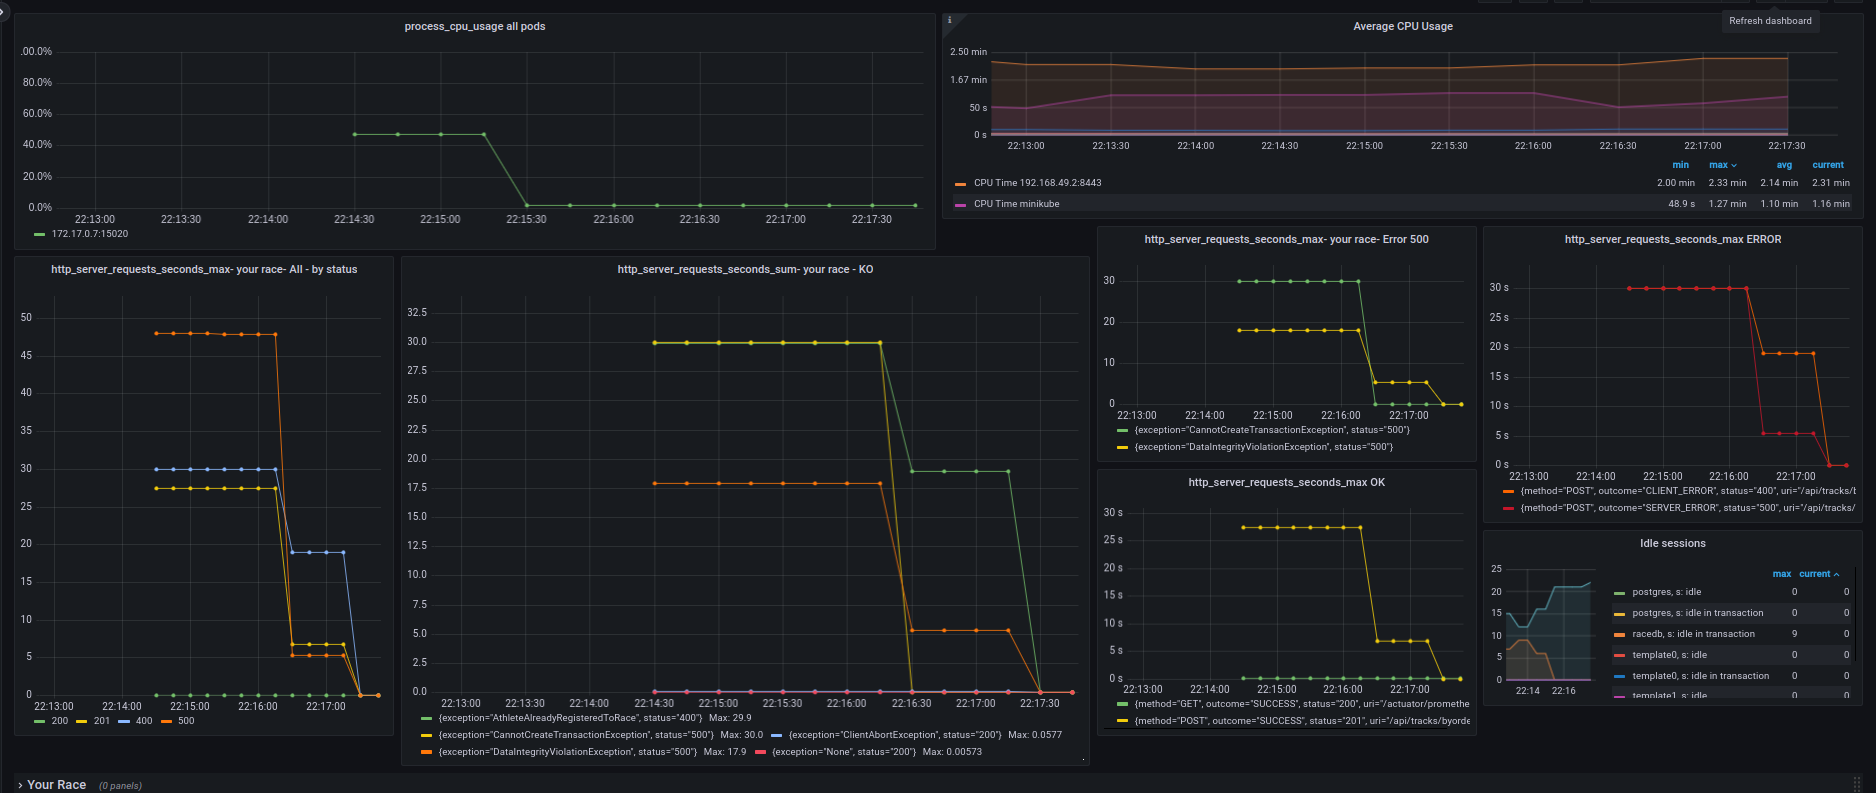 Refresh dashboard
process_cpu_usage all pods
.00.0%
80.0%
60.0%
40.0%
20.0%
0.0%
22:13:00 22:13:30 22:14:00 22:14:30 22:15:00 22:15:30 22:16:00 22:16:30 22:17:00 22:17:30
172.17.0.7:15020
i
Average CPU Usage
2.50 min
1.67 min
50 s
0 s
22:13:00 22:13:30 22:14:00 22:14:30 22:15:00 22:15:30 22:16:00 22:16:30 22:17:00 22:17:30
min max avg current
CPU Time 192.168.49.2:8443 2.00 min 2.33 min 2.14 min 2.31 min
CPU Time minikube 48.9 s 1.27 min 1.10 min 1.16 min
http_server_requests_seconds_max- your race- All - by status
50
45
40
35
30
25
20
15
10
5
0
22:13:00 22:14:00 22:15:00 22:16:00 22:17:00
200 201 400 500
http_server_requests_seconds_sum- your race - KO
32.5
30.0
27.5
25.0
22.5
20.0
17.5
15.0
12.5
10.0
7.5
5.0
2.5
0.0
22:13:00 22:13:30 22:14:00 22:14:30 22:15:00 22:15:30 22:16:00 22:16:30 22:17:00 22:17:30
{exception="AthleteAlreadyRegisteredToRace", status="400"} Max: 29.9
{exception="CannotCreateTransactionException", status="500"} Max: 30.0 {exception="ClientAbortException", status="200"} Max: 0.0577
{exception="DataIntegrityViolationException", status="500"} Max: 17.9 {exception="None", status="200"} Max: 0.00573
http_server_requests_seconds_max- your race- Error 500
30
20
10
0
22:13:00 22:14:00 22:15:00 22:16:00 22:17:00
{exception="CannotCreateTransactionException", status="500"}
{exception="DataIntegrityViolationException", status="500"}
http_server_requests_seconds_max OK
30 s
25 s
20 s
15 s
10 s
5 s
0 s
22:13:00 22:14:00 22:15:00 22:16:00 22:17:00
{method="GET", outcome="SUCCESS", status="200", uri="/actuator/promethe
{method="POST", outcome="SUCCESS", status="201", uri="/api/tracks/byorde
http_server_requests_seconds_max ERROR
30 s
25 s
20 s
15 s
10 s
5 s
0 s
22:13:00 22:14:00 22:15:00 22:16:00 22:17:00
{method="POST", outcome="CLIENT_ERROR", status="400", uri="/api/tracks/b
{method="POST", outcome="SERVER_ERROR", status="500", uri="/api/tracks/
Idle sessions
25
20
15
10
5
0
22:14 22:16
max current
postgres, s: idle 0 0
postgres, s: idle in transaction 0 0
racedb, s: idle in transaction 9 0
template0, s: idle 0 0
template0, s: idle in transaction 0 0
template1, s: idle 0 0
Your Race (0 panels)